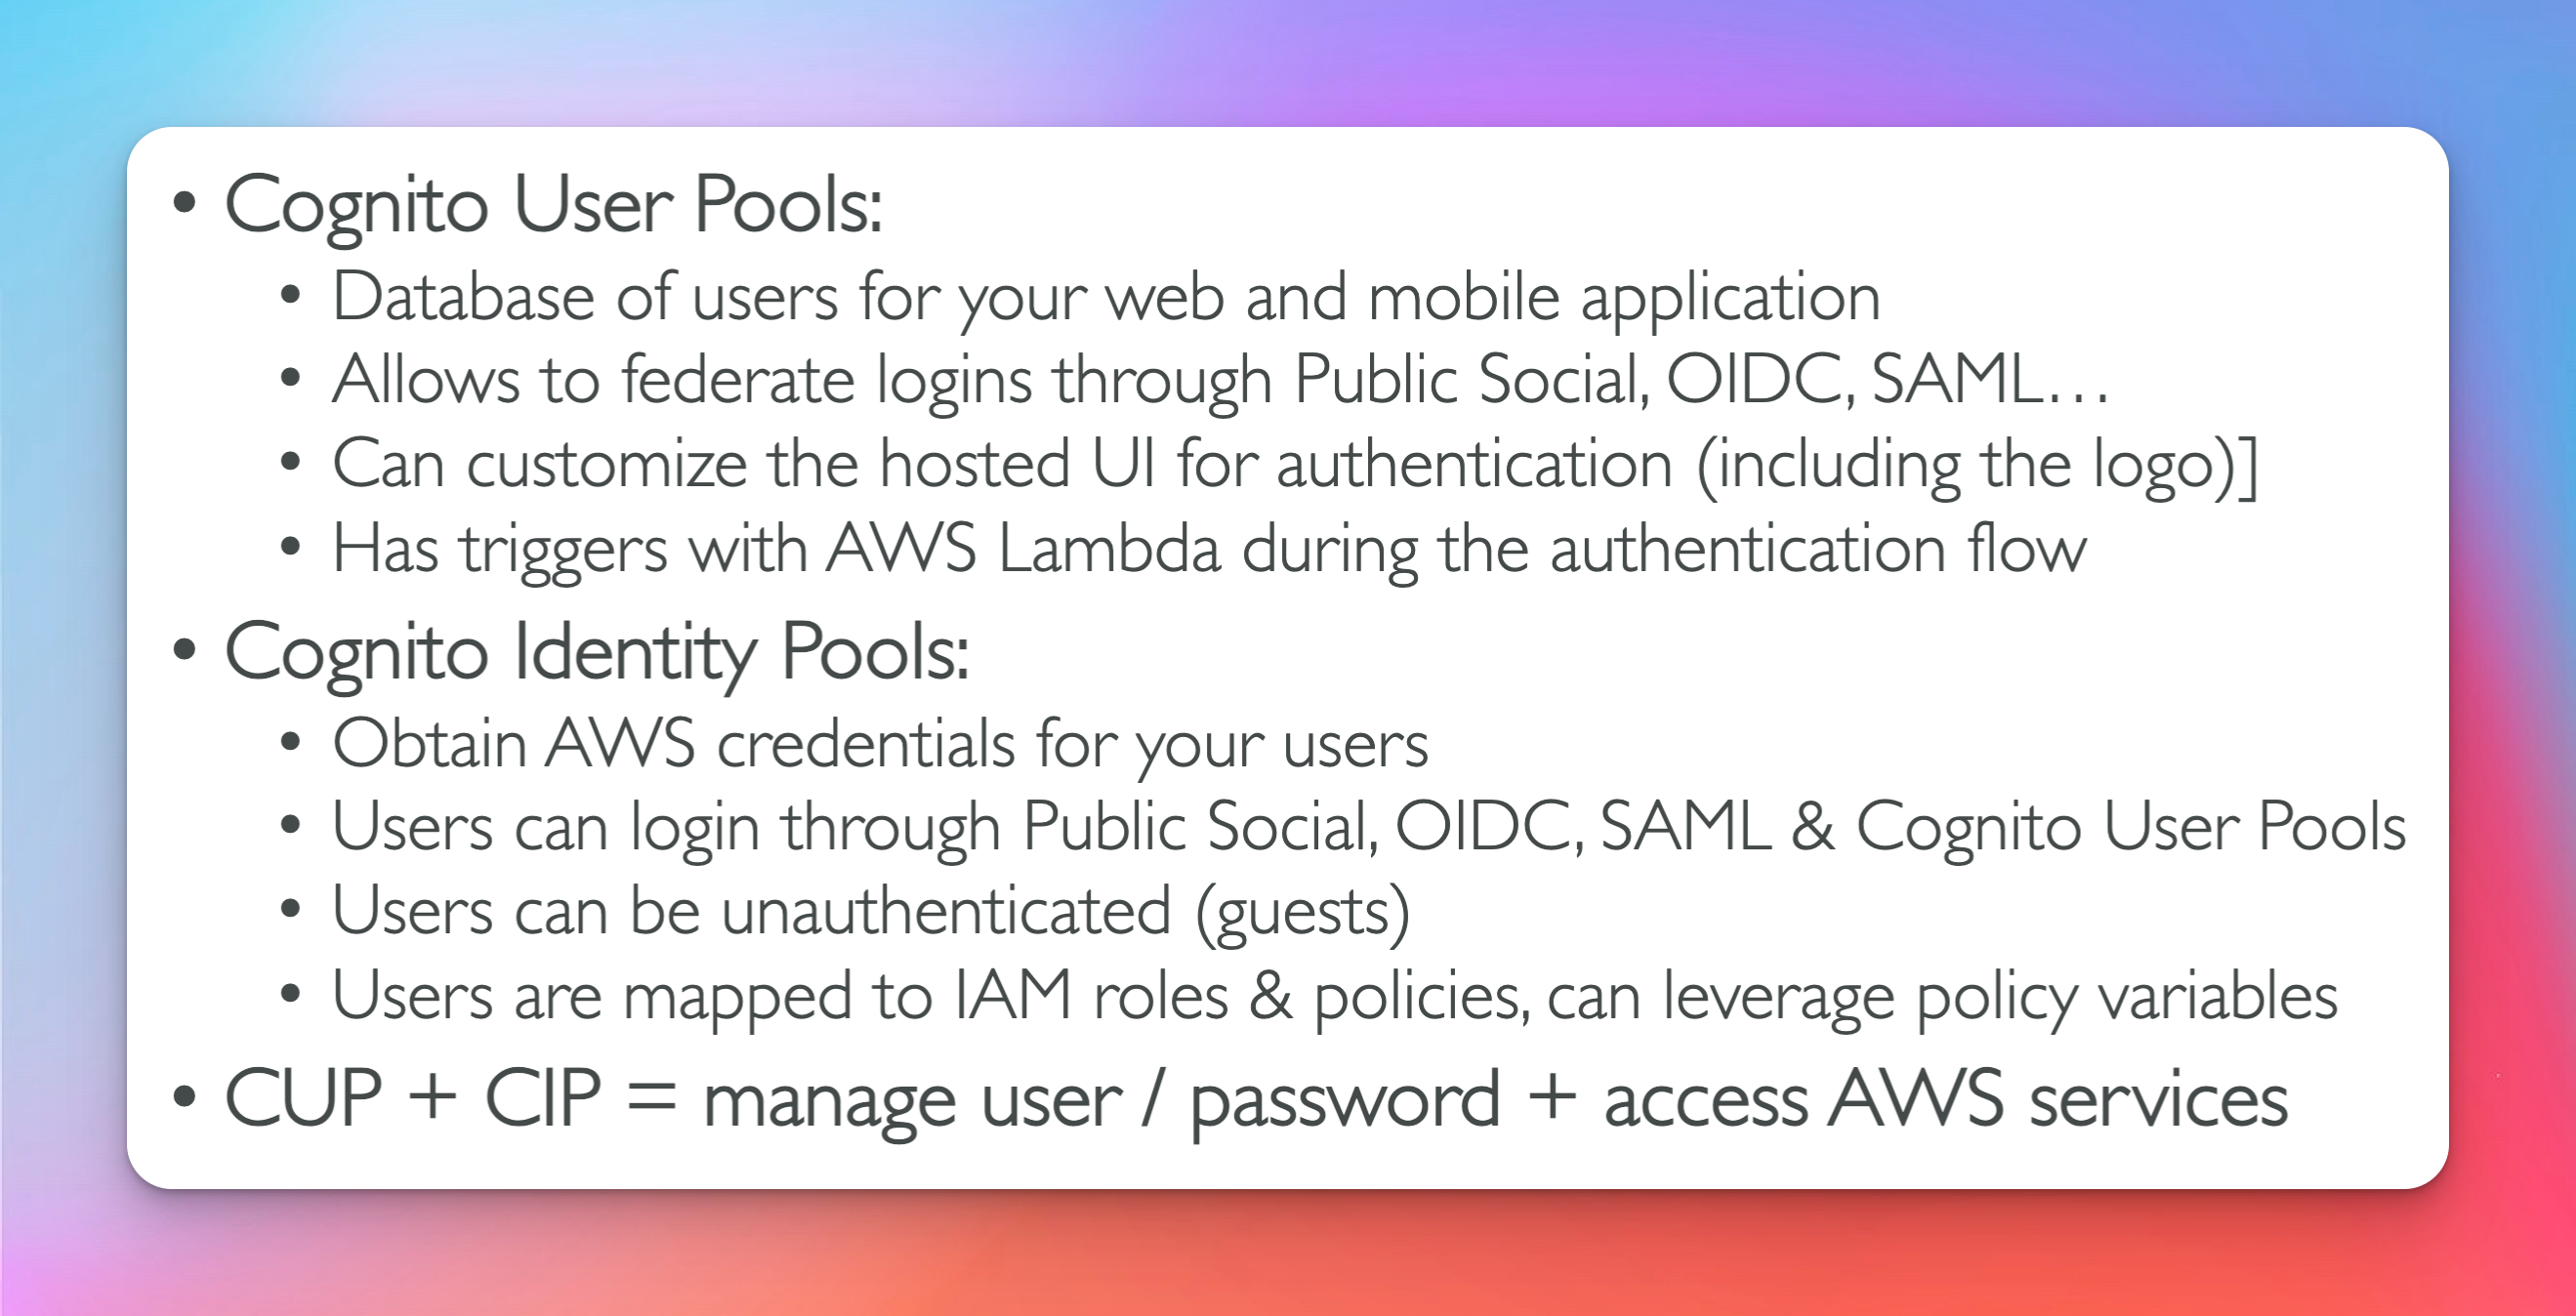 • Cognito User Pools:
• Database of users for your web and mobile application
• Allows to federate logins through Public Social, OIDC, SAML…
• Can customize the hosted UI for authentication (including the logo)]
• Has triggers with AWS Lambda during the authentication flow
• Cognito Identity Pools:
• Obtain AWS credentials for your users
• Users can login through Public Social, OIDC, SAML & Cognito User Pools
• Users can be unauthenticated (guests)
• Users are mapped to IAM roles & policies, can leverage policy variables
• CUP + CIP = manage user / password + access AWS services